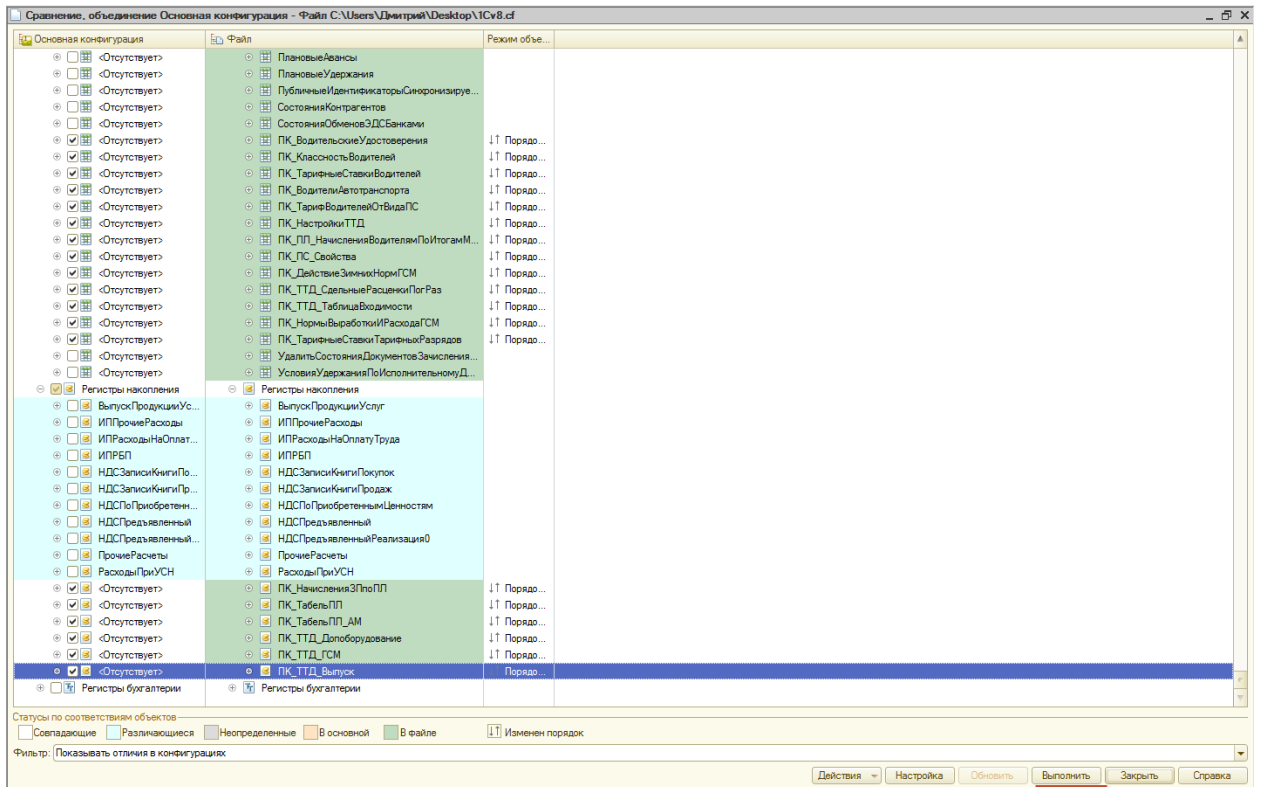 Сравнение, объединение Основная конфигурация - Файл C:\Users\Дмитрий\Desktop\1Cv8.cf
Основная конфигурация Файл Режим объе...
<Отсутствует> ПлановыеАвансы
<Отсутствует> ПлановыеУдержания
<Отсутствует> ПубличныеИдентификаторыСинхронизируе...
<Отсутствует> СостоянияКонтрагентов
<Отсутствует> СостоянияОбменовЭДСБанками
<Отсутствует> ПК_ВодительскиеУдостоверения ↓↑ Порядо...
<Отсутствует> ПК_КлассностьВодителей ↓↑ Порядо...
<Отсутствует> ПК_ТарифныеСтавкиВодителей ↓↑ Порядо...
<Отсутствует> ПК_ВодителиАвтотранспорта ↓↑ Порядо...
<Отсутствует> ПК_ТарифВодителейОтВидаПС ↓↑ Порядо...
<Отсутствует> ПК_НастройкиТТД ↓↑ Порядо...
<Отсутствует> ПК_ПЛ_НачисленияВодителямПоИтогамМ... ↓↑ Порядо...
<Отсутствует> ПК_ПС_Свойства ↓↑ Порядо...
<Отсутствует> ПК_ДействиеЗимнихНормГСМ ↓↑ Порядо...
<Отсутствует> ПК_ТТД_СдельныеРасценкиПогРаз ↓↑ Порядо...
<Отсутствует> ПК_ТТД_ТаблицаВходимости ↓↑ Порядо...
<Отсутствует> ПК_НормыВыработкиИРасходаГСМ ↓↑ Порядо...
<Отсутствует> ПК_ТарифныеСтавкиТарифныхРазрядов ↓↑ Порядо...
<Отсутствует> УдалитьСостоянияДокументовЗачисления...
<Отсутствует> УсловияУдержанияПоИсполнительномуД...
Регистры накопления Регистры накопления
ВыпускПродукцииУс... ВыпускПродукцииУслуг
ИППрочиеРасходы ИППрочиеРасходы
ИПРасходыНаОплат... ИПРасходыНаОплатуТруда
ИПРБП ИПРБП
НДСЗаписиКнигиПо... НДСЗаписиКнигиПокупок
НДСЗаписиКнигиПр... НДСЗаписиКнигиПродаж
НДСПоПриобретенн... НДСПоПриобретеннымЦенностям
НДСПредъявленный НДСПредъявленный
НДСПредъявленный... НДСПредъявленныйРеализация0
ПрочиеРасчеты ПрочиеРасчеты
РасходыПриУСН РасходыПриУСН
<Отсутствует> ПК_НачисленияЗПпоПЛ ↓↑ Порядо...
<Отсутствует> ПК_ТабельПЛ ↓↑ Порядо...
<Отсутствует> ПК_ТабельПЛ_АМ ↓↑ Порядо...
<Отсутствует> ПК_ТТД_Допоборудование ↓↑ Порядо...
<Отсутствует> ПК_ТТД_ГСМ ↓↑ Порядо...
<Отсутствует> ПК_ТТД_Выпуск Порядо...
Регистры бухгалтерии Регистры бухгалтерии
Статусы по соответствиям объектов
Совпадающие Различающиеся Неопределенные В основной В файле ↓↑ Изменен порядок
Фильтр: Показывать отличия в конфигурациях
Действия Настройка Обновить Выполнить Закрыть Справка